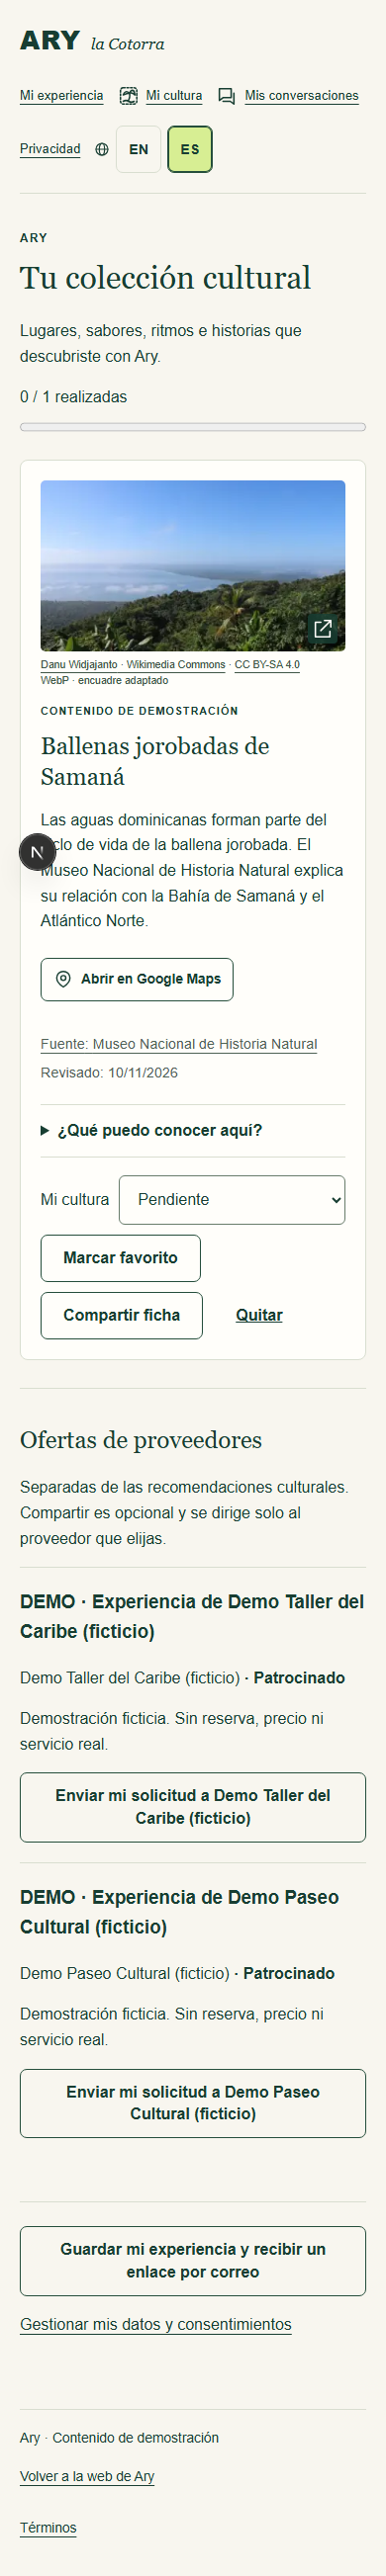 ARY la Cotorra
Mi experiencia Mi cultura Mis conversaciones
Privacidad EN ES
ARY
Tu colección cultural
Lugares, sabores, ritmos e historias que
descubriste con Ary.
0 / 1 realizadas
Danu Widjajanto · Wikimedia Commons · CC BY-SA 4.0
WebP · encuadre adaptado
CONTENIDO DE DEMOSTRACIÓN
Ballenas jorobadas de
Samaná
Las aguas dominicanas forman parte del
de vida de la ballena jorobada. El
Museo Nacional de Historia Natural explica
su relación con la Bahía de Samaná y el
Atlántico Norte.
N
Abrir en Google Maps
Fuente: Museo Nacional de Historia Natural
Revisado: 10/11/2026
¿Qué puedo conocer aquí?
Mi cultura Pendiente
Marcar favorito
Compartir ficha Quitar
Ofertas de proveedores
Separadas de las recomendaciones culturales.
Compartir es opcional y se dirige solo al
proveedor que elijas.
DEMO · Experiencia de Demo Taller del
Caribe (ficticio)
Demo Taller del Caribe (ficticio) · Patrocinado
Demostración ficticia. Sin reserva, precio ni
servicio real.
Enviar mi solicitud a Demo Taller del
Caribe (ficticio)
DEMO · Experiencia de Demo Paseo
Cultural (ficticio)
Demo Paseo Cultural (ficticio) · Patrocinado
Demostración ficticia. Sin reserva, precio ni
servicio real.
Enviar mi solicitud a Demo Paseo
Cultural (ficticio)
Guardar mi experiencia y recibir un
enlace por correo
Gestionar mis datos y consentimientos
Ary · Contenido de demostración
Volver a la web de Ary
Términos